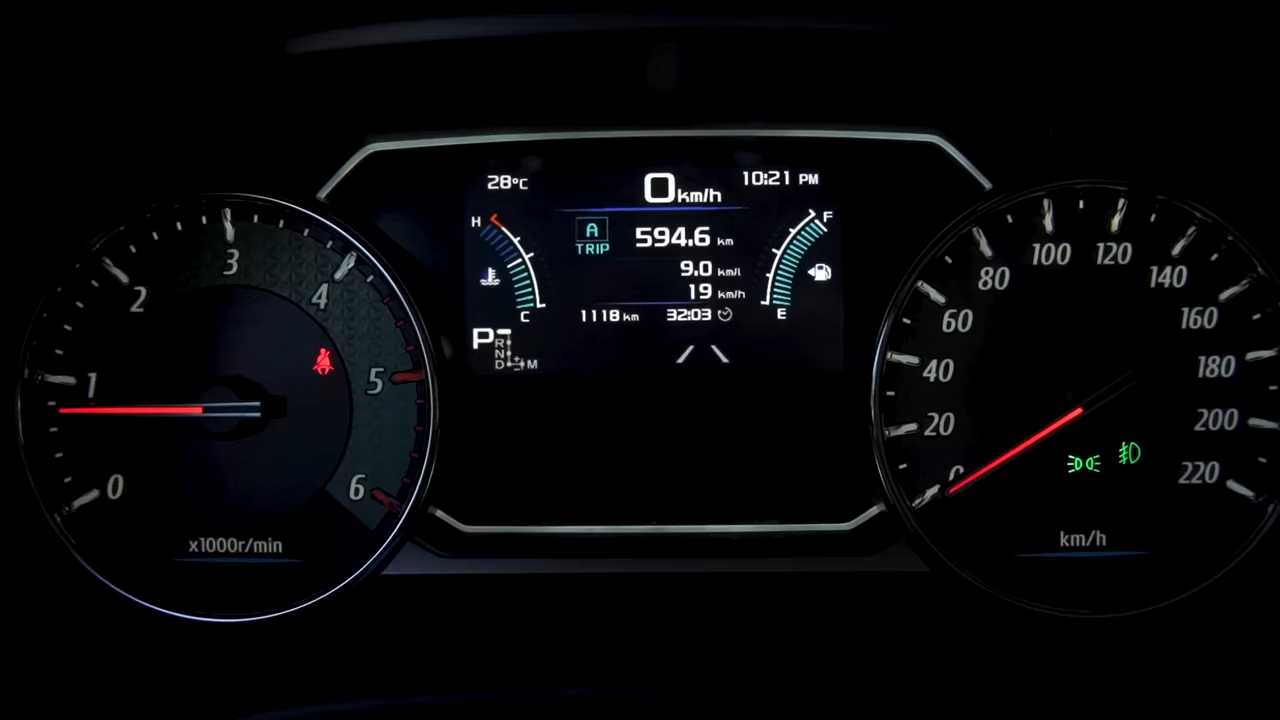 28°C
0 km/h
10:21 PM
H
C
A
TRIP
594.6 km
9.0 km/l
19 km/h
1118 km
32:03
F
E
P
R
N
D
+
-
M
0
1
2
3
4
5
6
x1000r/min
0
20
40
60
80
100
120
140
160
180
200
220
km/h